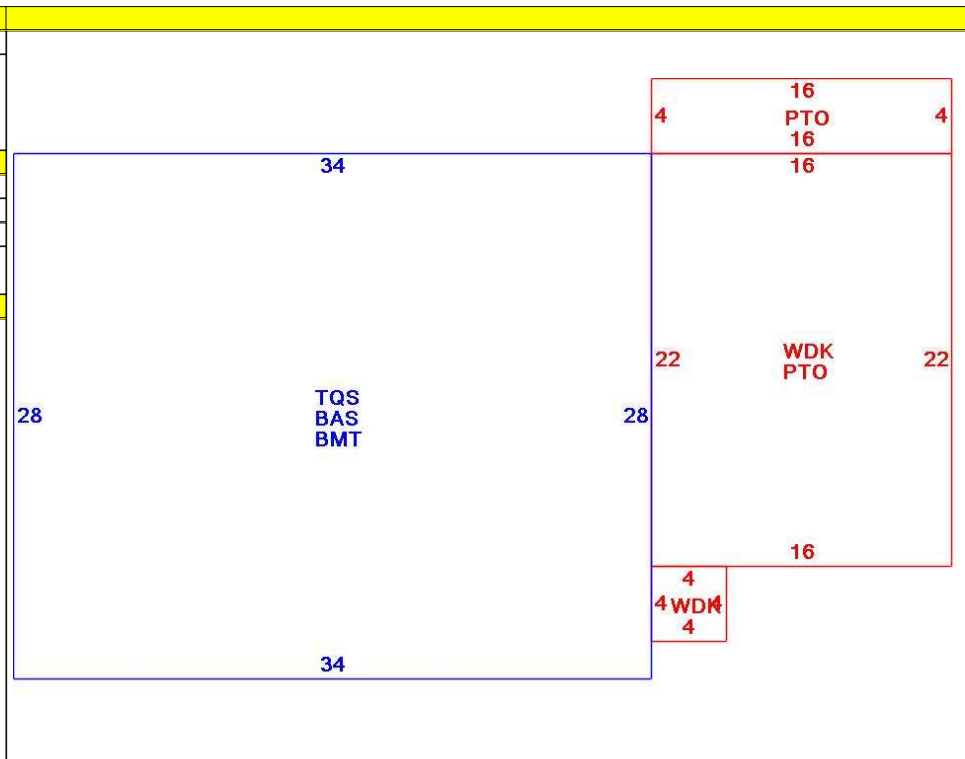 16
4 PTO 4
16
34 16
22 WDK 22
PTO
28 TQS 28
BAS
BMT
16
4
4 WDK 4
4
34